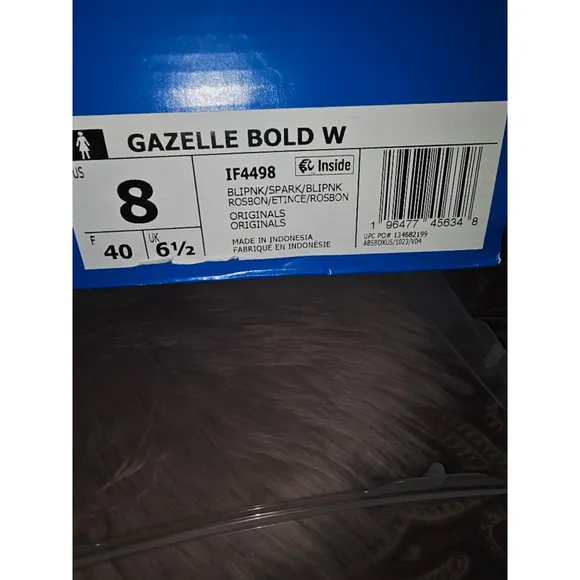 GAZELLE BOLD W
US
8
F
40
UK
6½
IF4498
Inside
BLIPNK/SPARK/BLIPNK
ROSBON/ETINCE/ROSBON
ORIGINALS
ORIGINALS
MADE IN INDONESIA
FABRIQUÉ EN INDONÉSIE
1 96477 45634 8
UPC PO# 134682199
ABSBOXUS/1023/V04